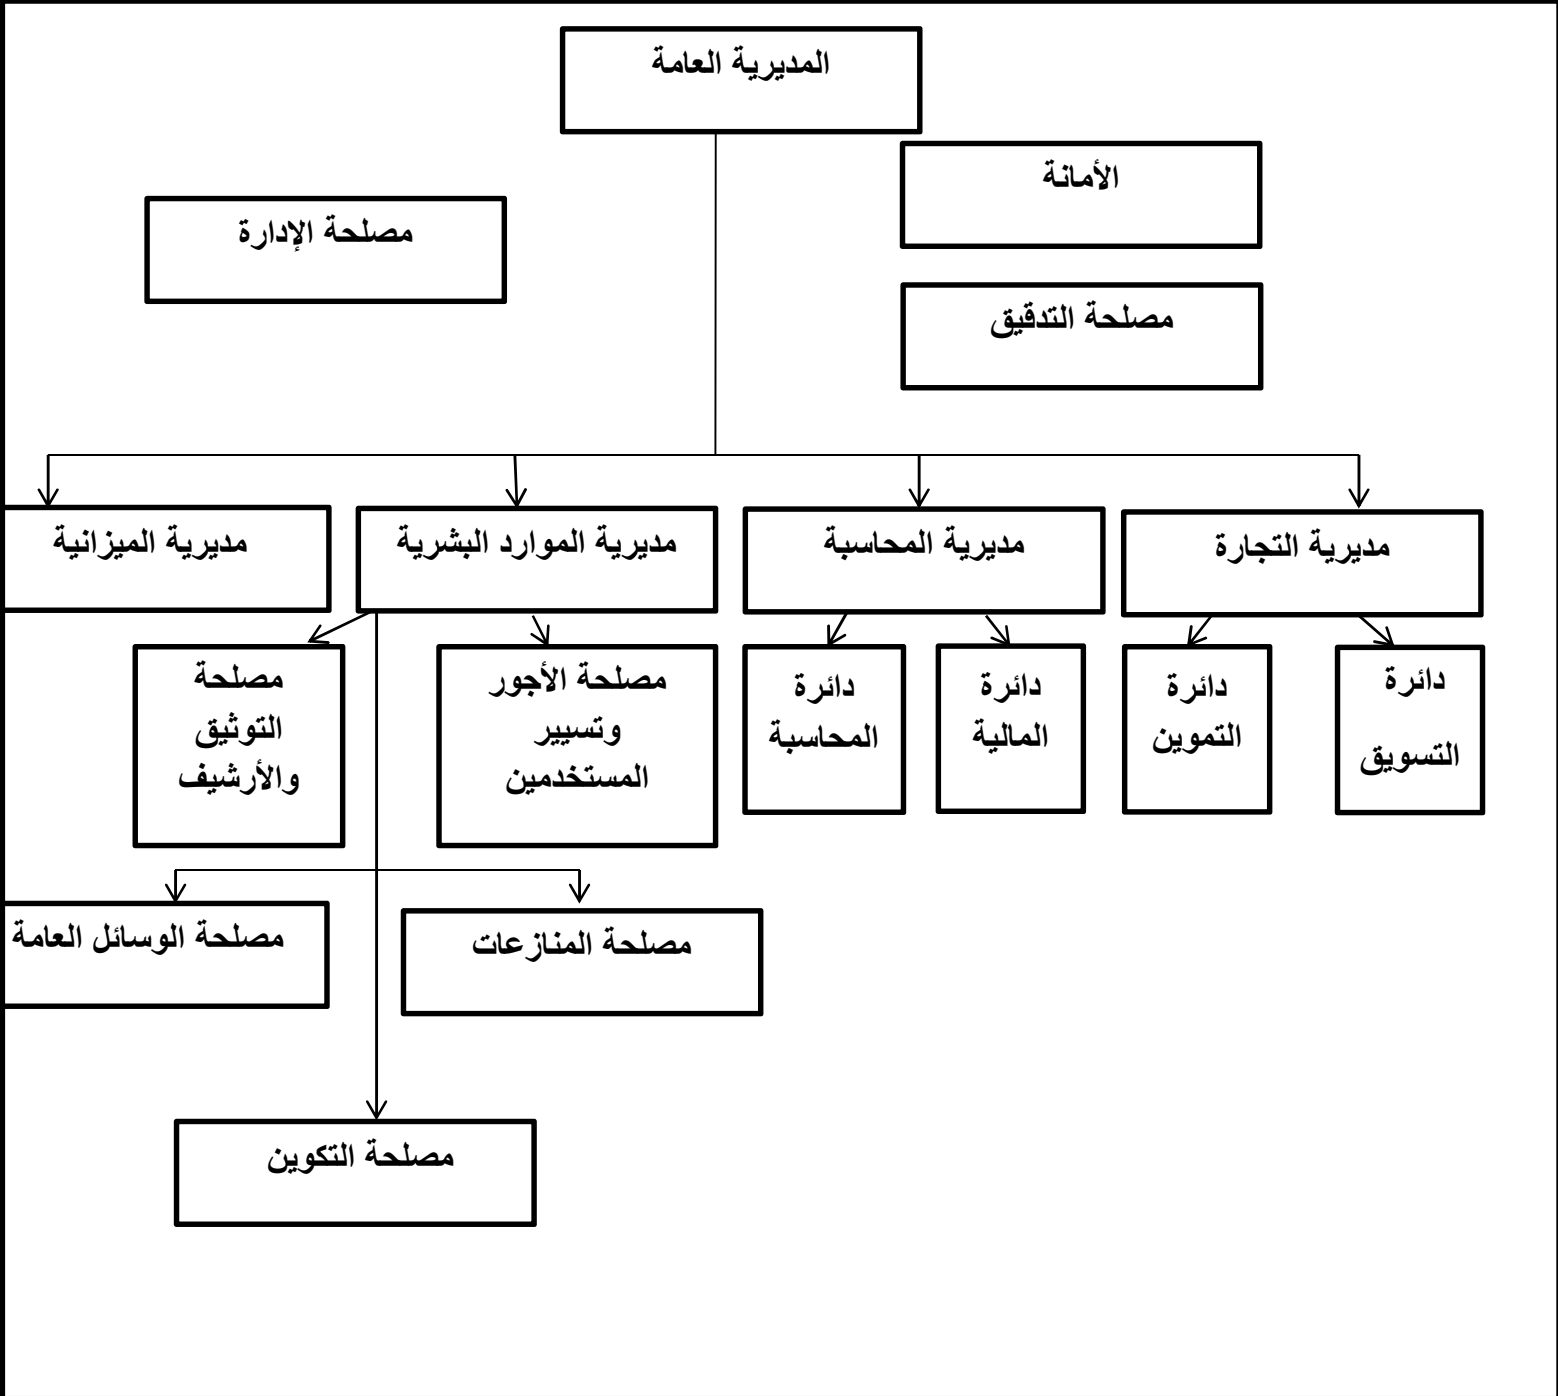 المديرية العامة
الأمانة
مصلحة الإدارة
مصلحة التدقيق
مديرية التجارة
مديرية المحاسبة
مديرية الموارد البشرية
مديرية الميزانية
دائرة
التسويق
دائرة
التموين
دائرة
المالية
دائرة
المحاسبة
مصلحة الأجور
وتسيير
المستخدمين
مصلحة
التوثيق
والأرشيف
مصلحة المنازعات
مصلحة الوسائل العامة
مصلحة التكوين